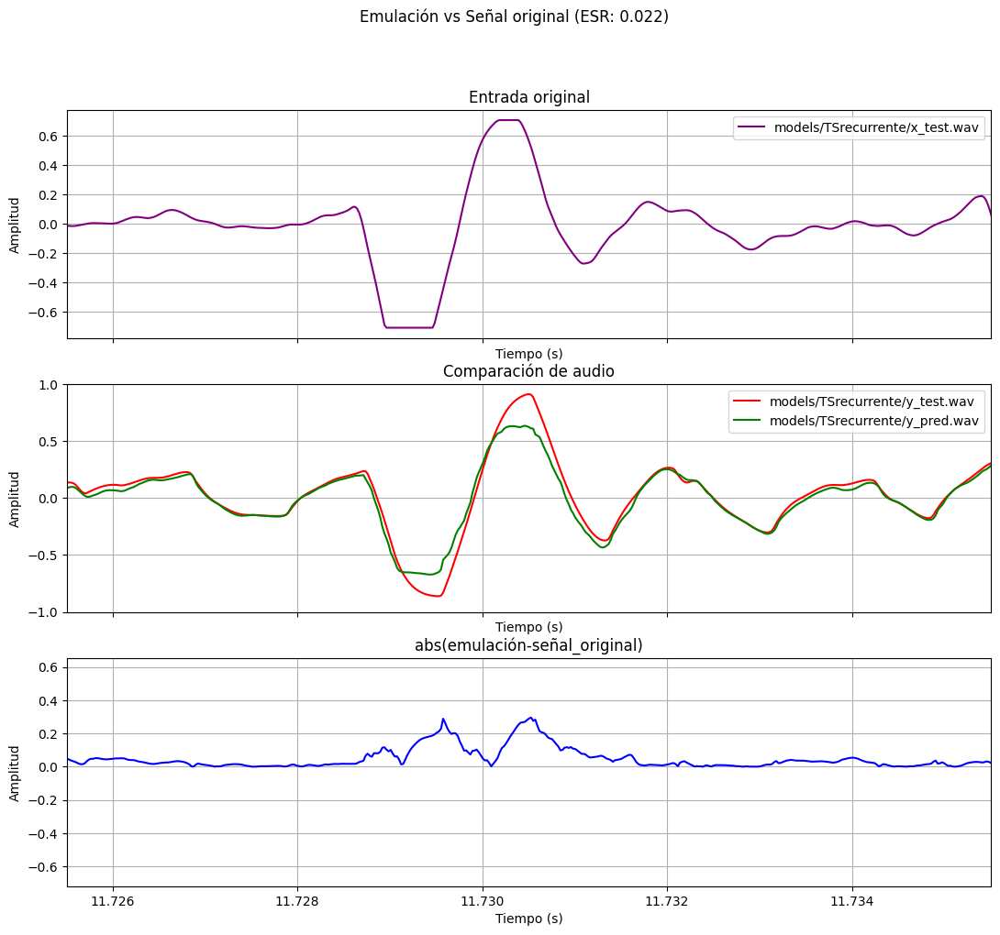 Emulación vs Señal original (ESR: 0.022)
Entrada original
models/TSrecurrente/x_test.wav
Amplitud
0.6
0.4
0.2
0.0
−0.2
−0.4
−0.6
Tiempo (s)
Comparación de audio
models/TSrecurrente/y_test.wav
models/TSrecurrente/y_pred.wav
Amplitud
1.0
0.5
0.0
−0.5
−1.0
Tiempo (s)
abs(emulación-señal_original)
Amplitud
0.6
0.4
0.2
0.0
−0.2
−0.4
−0.6
11.726 11.728 11.730 11.732 11.734
Tiempo (s)